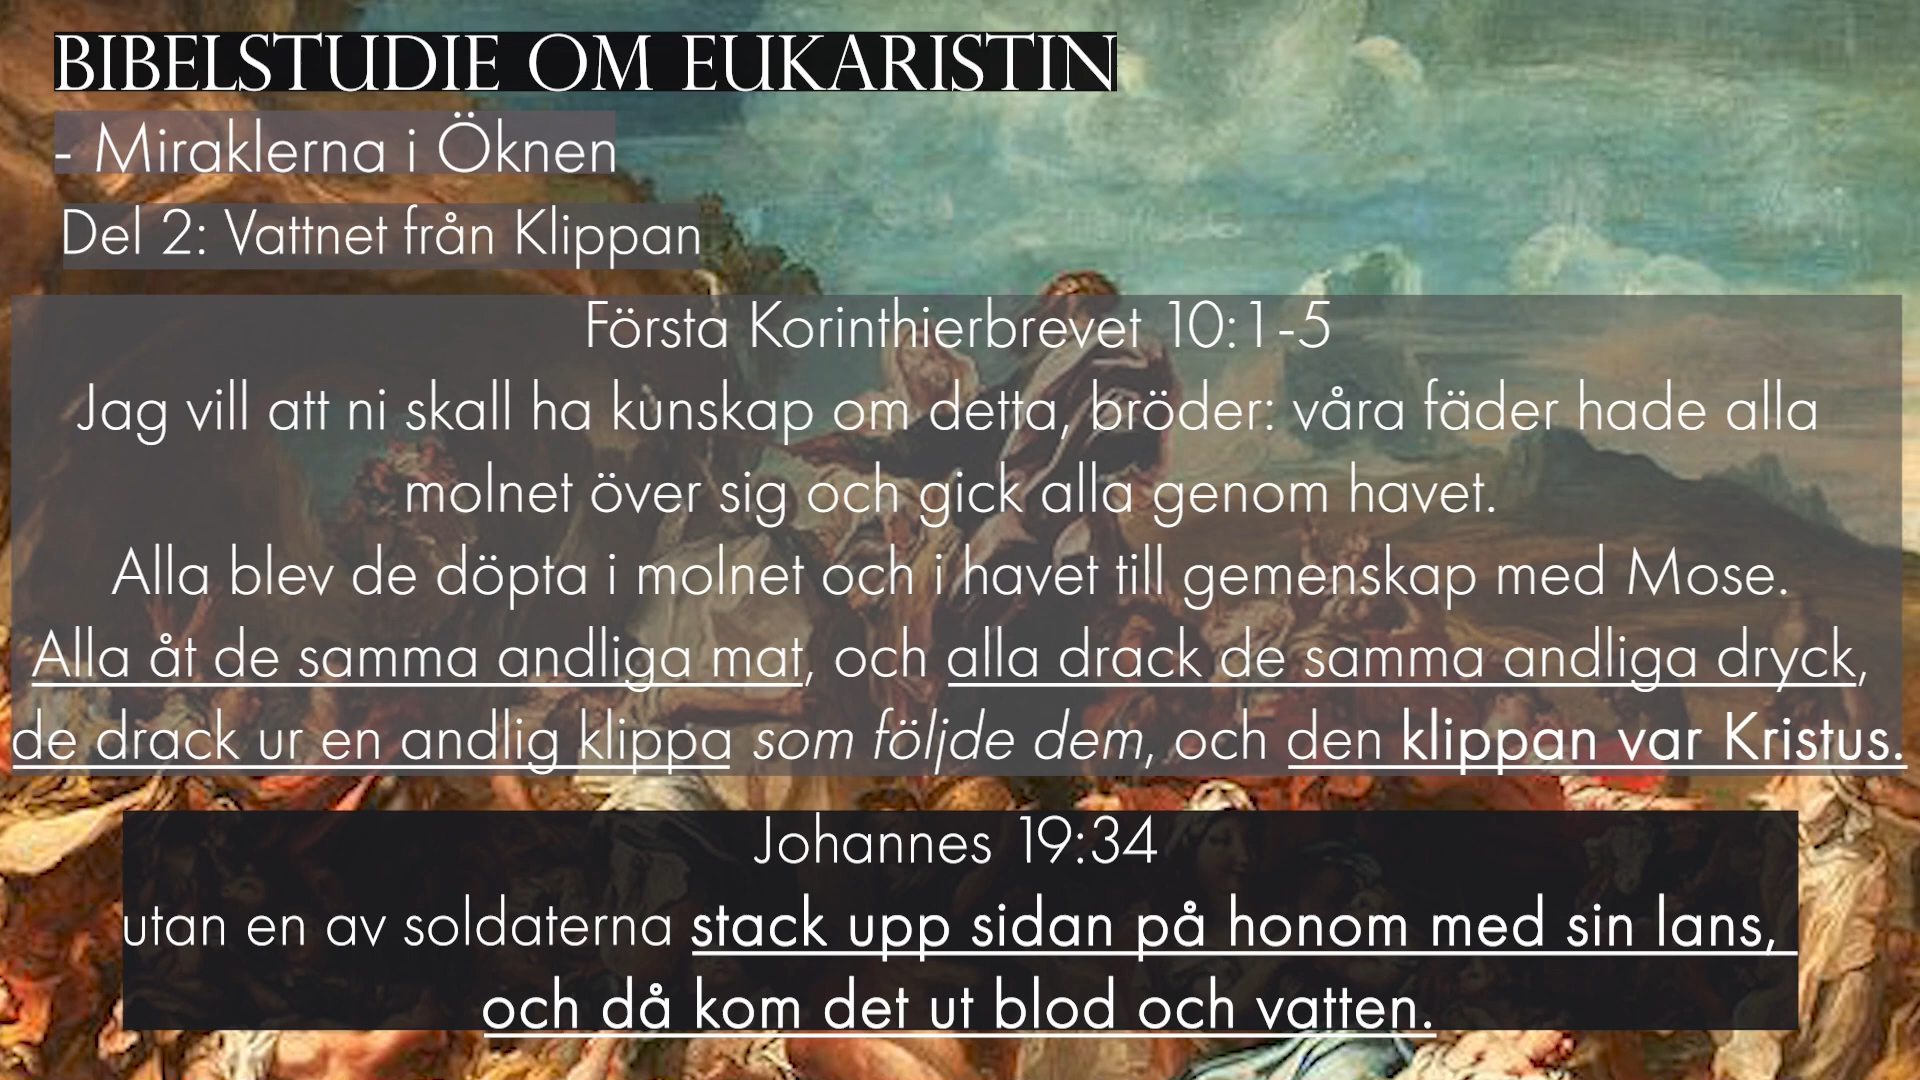 BIBELSTUDIE OM EUKARISTIN
- Miraklerna i Öknen
Del 2: Vattnet från Klippan
Första Korinthierbrevet 10:1-5
Jag vill att ni skall ha kunskap om detta, bröder: våra fäder hade alla
molnet över sig och gick alla genom havet.
Alla blev de döpta i molnet och i havet till gemenskap med Mose.
Alla åt de samma andliga mat, och alla drack de samma andliga dryck,
de drack ur en andlig klippa som följde dem, och den klippan var Kristus.
Johannes 19:34
utan en av soldaterna stack upp sidan på honom med sin lans,
och då kom det ut blod och vatten.